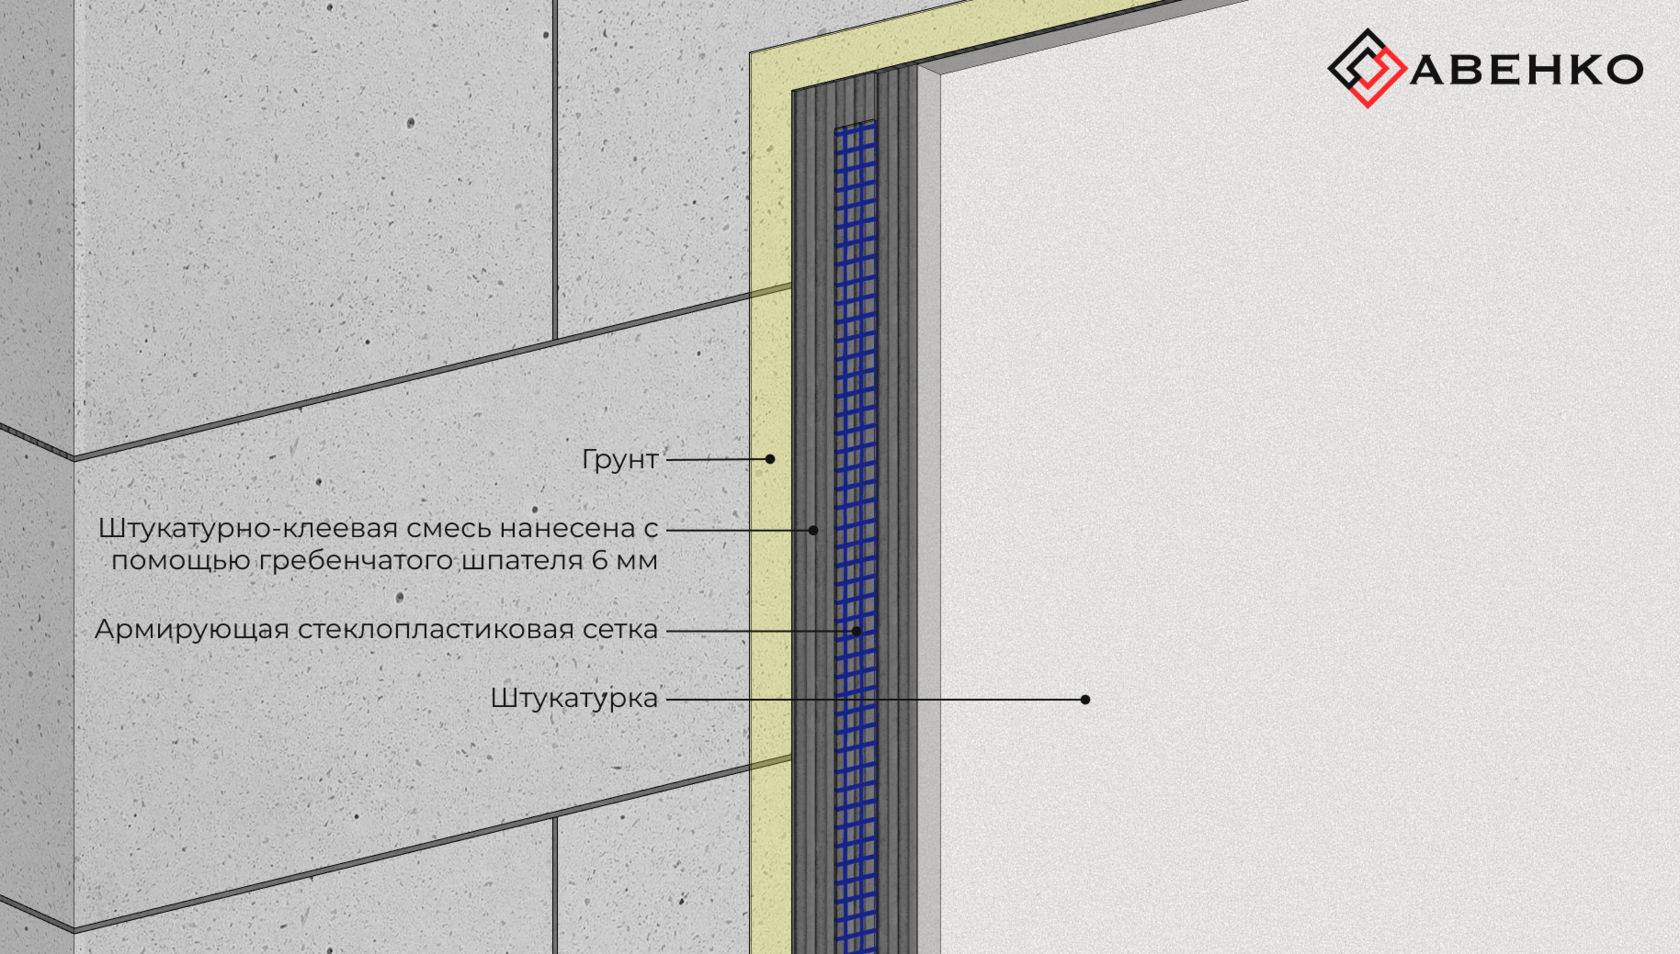 АВЕНКО
Грунт
Штукатурно-клеевая смесь нанесена с
помощью гребенчатого шпателя 6 мм
Армирующая стеклопластиковая сетка
Штукатурка